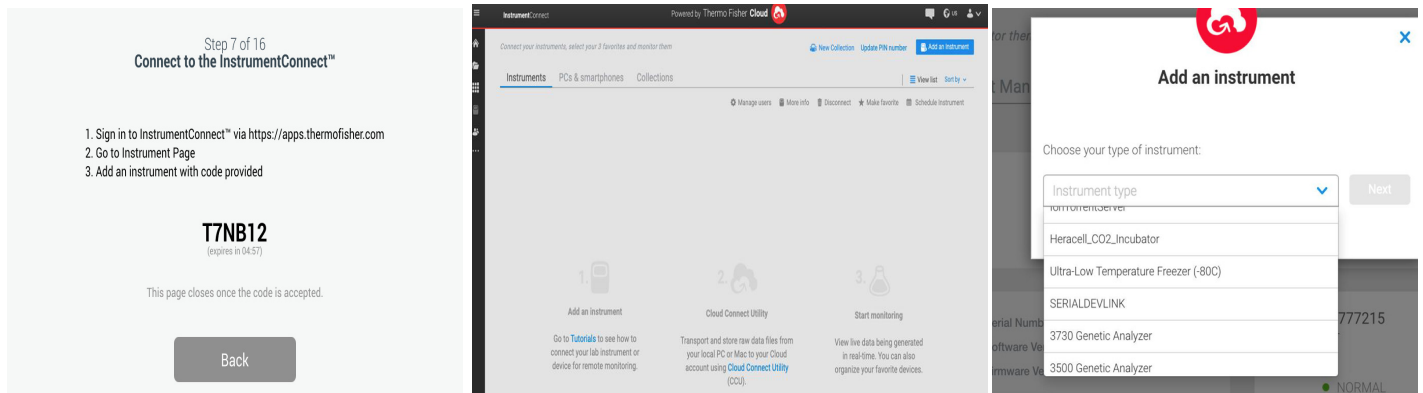 Step 7 of 16
Connect to the InstrumentConnect™
1. Sign in to InstrumentConnect™ via https://apps.thermofisher.com
2. Go to Instrument Page
3. Add an instrument with code provided
T7NB12
(expires in 04:57)
This page closes once the code is accepted.
Back
InstrumentConnect
Powered by Thermo Fisher Cloud
US
Connect your instruments, select your 3 favorites and monitor them
New Collection
Update PIN number
Add an Instrument
Instruments
PCs & smartphones
Collections
View list
Sort by
Manage users
More info
Disconnect
Make favorite
Schedule Instrument
1.
Add an instrument
Go to Tutorials to see how to
connect your lab instrument or
device for remote monitoring.
2.
Cloud Connect Utility
Transport and store raw data files from
your local PC or Mac to your Cloud
account using Cloud Connect Utility
(CCU).
3.
Start monitoring
View live data being generated
in real-time. You can also
organize your favorite devices.
Add an instrument
Choose your type of instrument:
Instrument type
Next
IonTorrentServer
Heracell_CO2_Incubator
Ultra-Low Temperature Freezer (-80C)
SERIALDEVLINK
3730 Genetic Analyzer
3500 Genetic Analyzer
777215
NORMAL